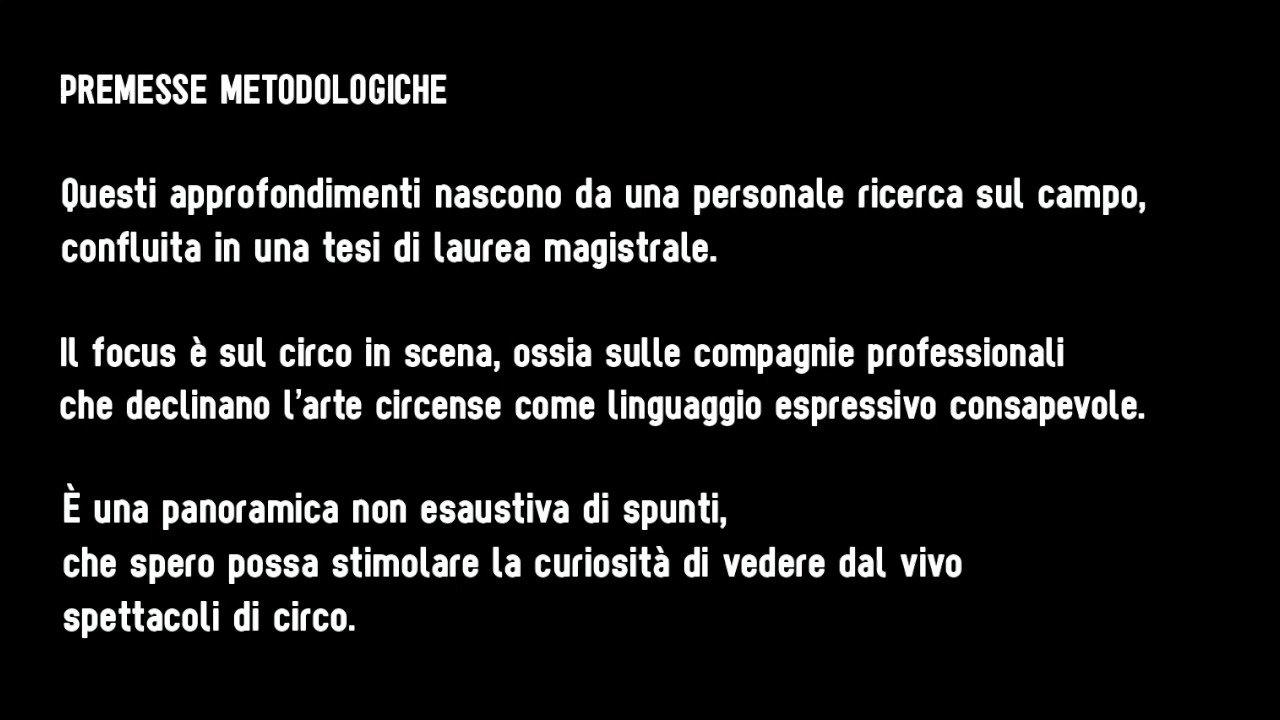 PREMESSE METODOLOGICHE
Questi approfondimenti nascono da una personale ricerca sul campo,
confluita in una tesi di laurea magistrale.
Il focus è sul circo in scena, ossia sulle compagnie professionali
che declinano l’arte circense come linguaggio espressivo consapevole.
È una panoramica non esaustiva di spunti,
che spero possa stimolare la curiosità di vedere dal vivo
spettacoli di circo.